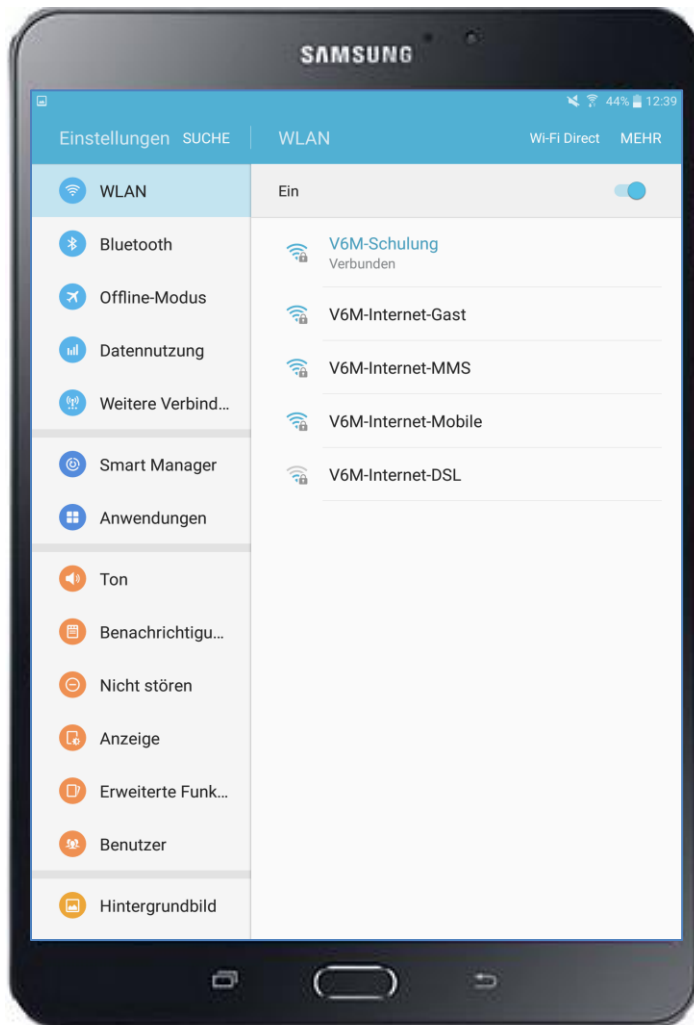 SAMSUNG
44% 12:39
Einstellungen SUCHE WLAN Wi-Fi Direct MEHR
WLAN
Ein
Bluetooth
V6M-Schulung
Verbunden
Offline-Modus
V6M-Internet-Gast
Datennutzung
V6M-Internet-MMS
Weitere Verbind...
V6M-Internet-Mobile
Smart Manager
V6M-Internet-DSL
Anwendungen
Ton
Benachrichtigu...
Nicht stören
Anzeige
Erweiterte Funk...
Benutzer
Hintergrundbild